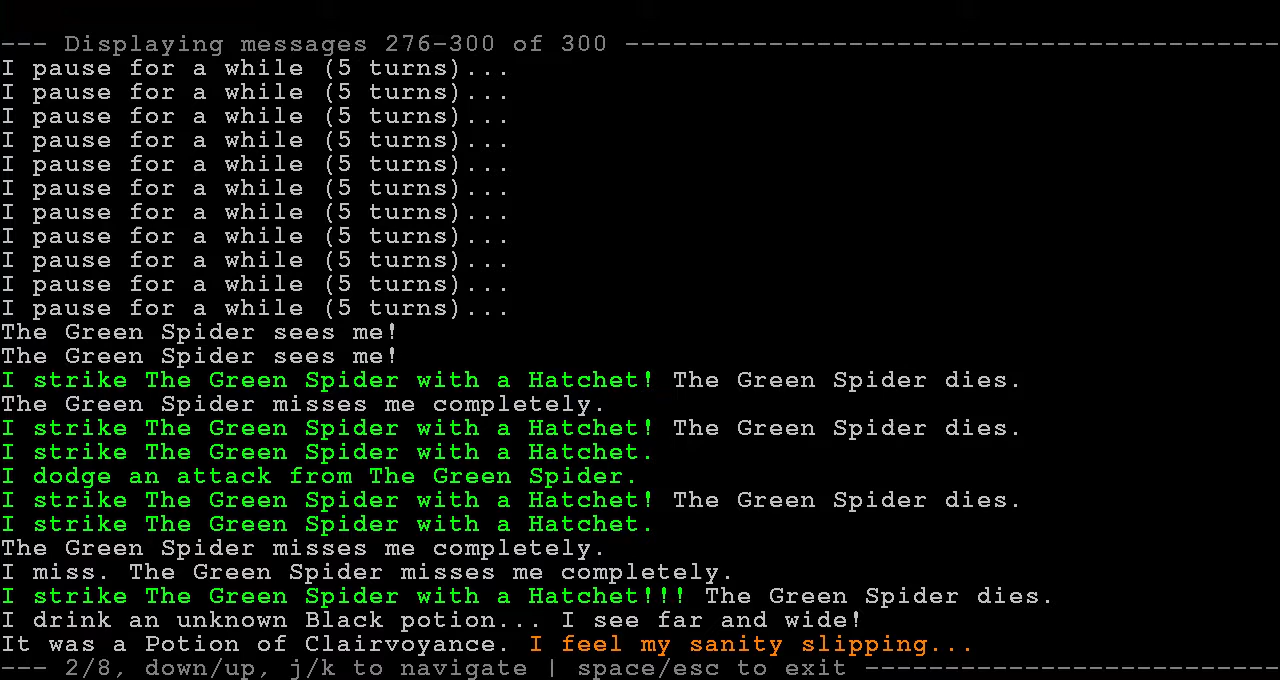 --- Displaying messages 276-300 of 300 -----------------------------------------
I pause for a while (5 turns)...
I pause for a while (5 turns)...
I pause for a while (5 turns)...
I pause for a while (5 turns)...
I pause for a while (5 turns)...
I pause for a while (5 turns)...
I pause for a while (5 turns)...
I pause for a while (5 turns)...
I pause for a while (5 turns)...
I pause for a while (5 turns)...
I pause for a while (5 turns)...
The Green Spider sees me!
The Green Spider sees me!
I strike The Green Spider with a Hatchet! The Green Spider dies.
The Green Spider misses me completely.
I strike The Green Spider with a Hatchet! The Green Spider dies.
I strike The Green Spider with a Hatchet.
I dodge an attack from The Green Spider.
I strike The Green Spider with a Hatchet! The Green Spider dies.
I strike The Green Spider with a Hatchet.
The Green Spider misses me completely.
I miss. The Green Spider misses me completely.
I strike The Green Spider with a Hatchet!!! The Green Spider dies.
I drink an unknown Black potion... I see far and wide!
It was a Potion of Clairvoyance. I feel my sanity slipping...
--- 2/8, down/up, j/k to navigate | space/esc to exit --------------------------